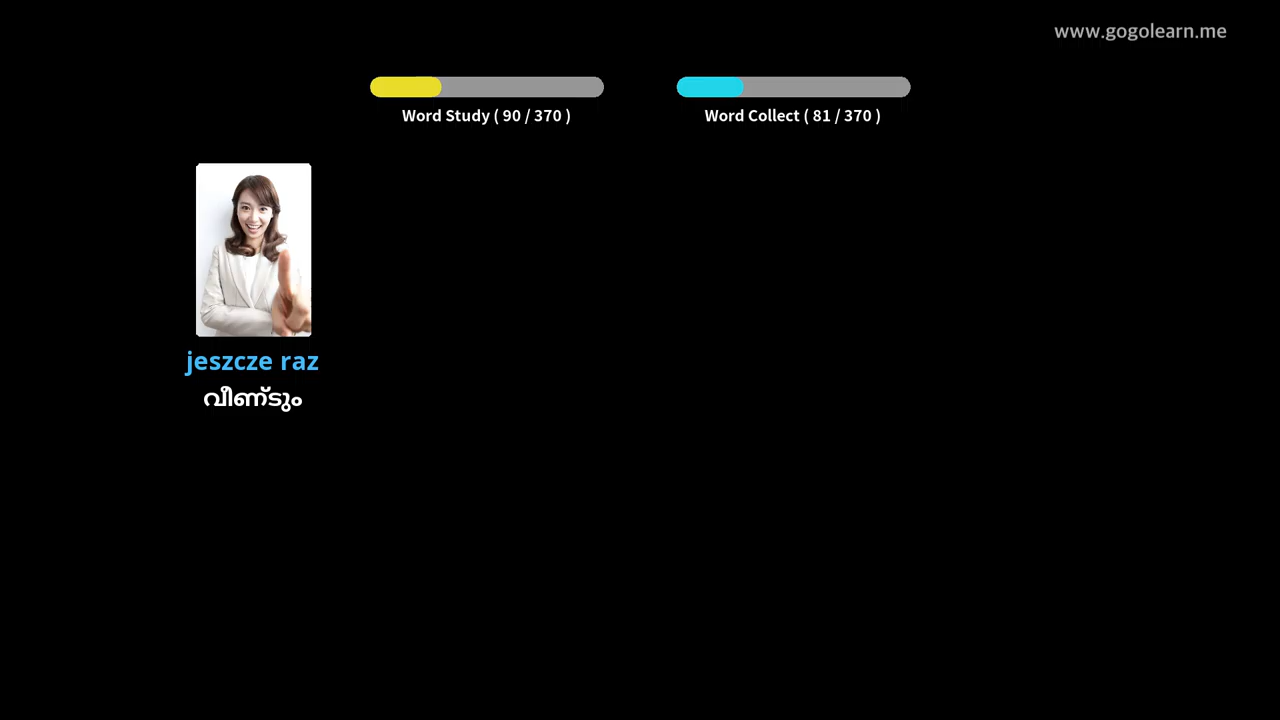 www.gogolearn.me
Word Study ( 90 / 370 )
Word Collect ( 81 / 370 )
jeszcze raz
വീണ്ടും